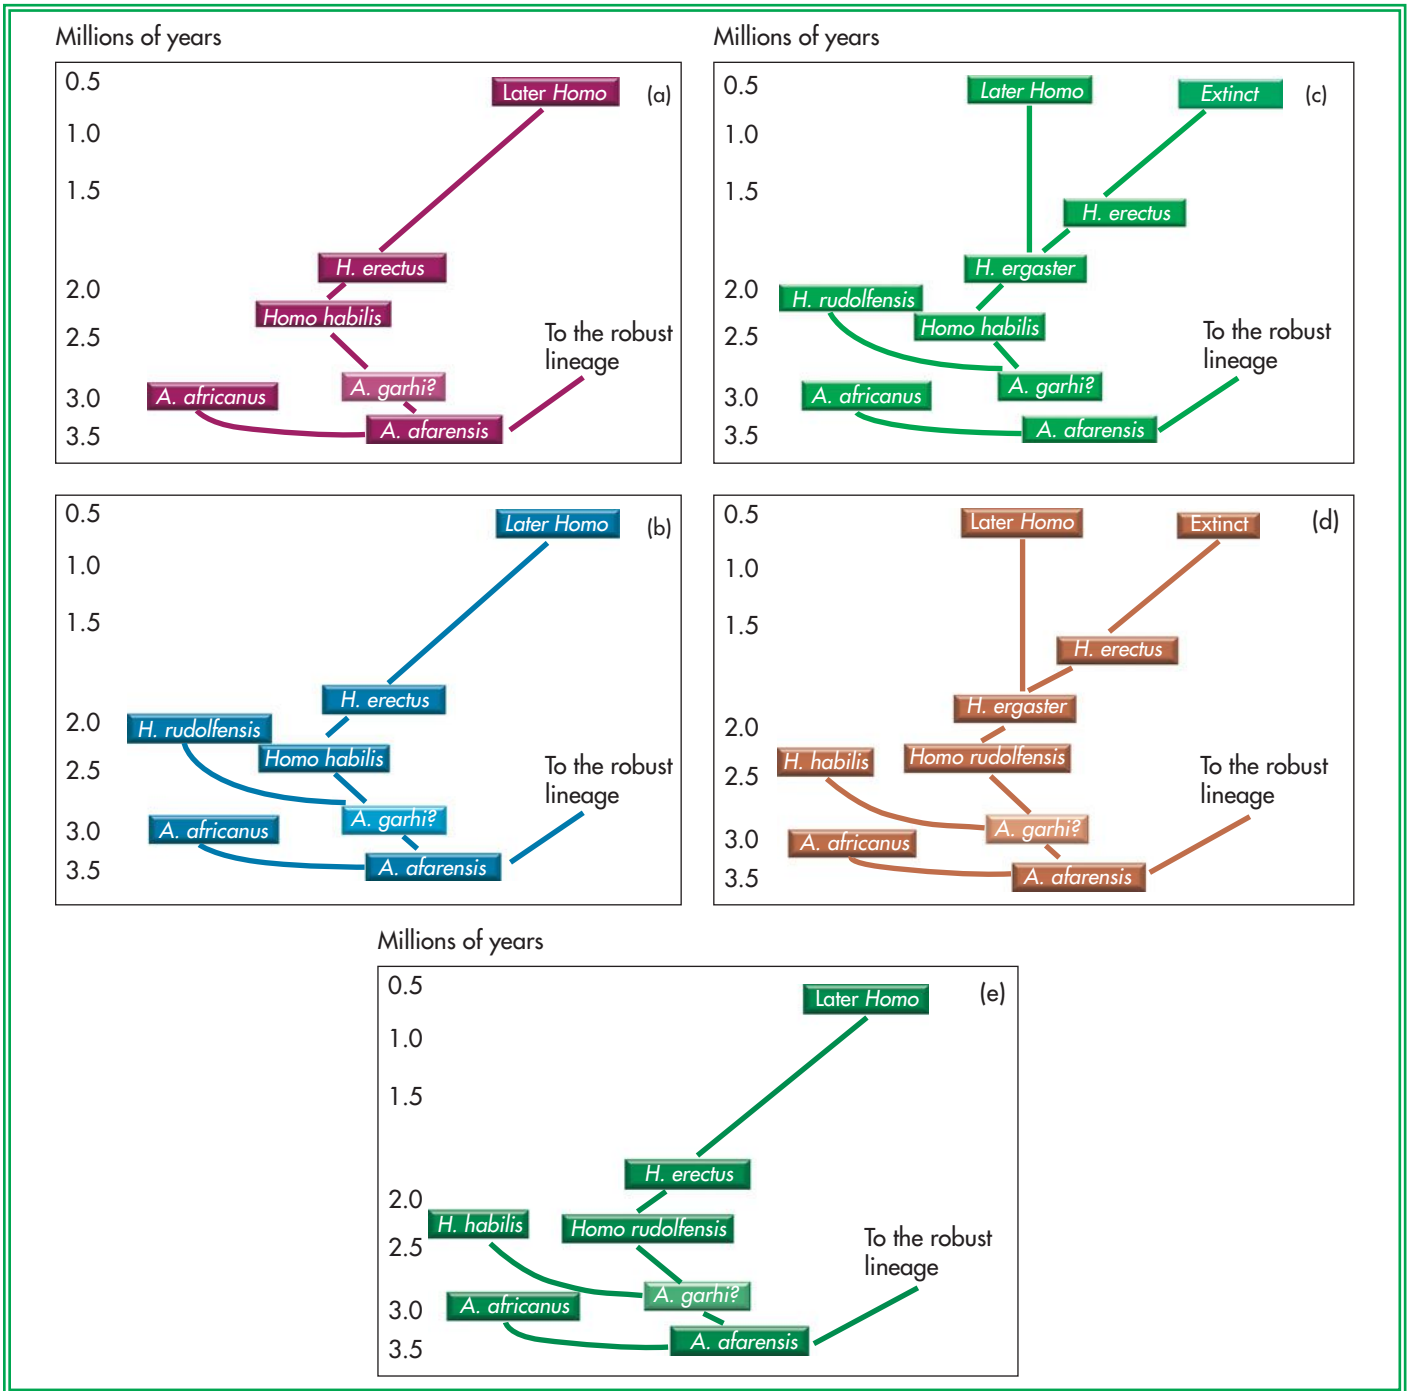 Millions of years
0.5
Later Homo
(a)
1.0
1.5
H. erectus
2.0
Homo habilis
2.5
To the robust
lineage
A. garhi?
3.0
A. africanus
3.5
A. afarensis
Millions of years
0.5
Later Homo
Extinct
(c)
1.0
1.5
H. erectus
H. ergaster
2.0
H. rudolfensis
Homo habilis
2.5
To the robust
lineage
A. garhi?
3.0
A. africanus
3.5
A. afarensis
0.5
Later Homo
(b)
1.0
1.5
H. erectus
2.0
H. rudolfensis
Homo habilis
2.5
To the robust
lineage
A. garhi?
3.0
A. africanus
3.5
A. afarensis
0.5
Later Homo
Extinct
(d)
1.0
1.5
H. erectus
H. ergaster
2.0
H. habilis
Homo rudolfensis
2.5
To the robust
lineage
A. garhi?
3.0
A. africanus
3.5
A. afarensis
Millions of years
0.5
Later Homo
(e)
1.0
1.5
H. erectus
2.0
H. habilis
Homo rudolfensis
2.5
To the robust
lineage
A. garhi?
3.0
A. africanus
3.5
A. afarensis